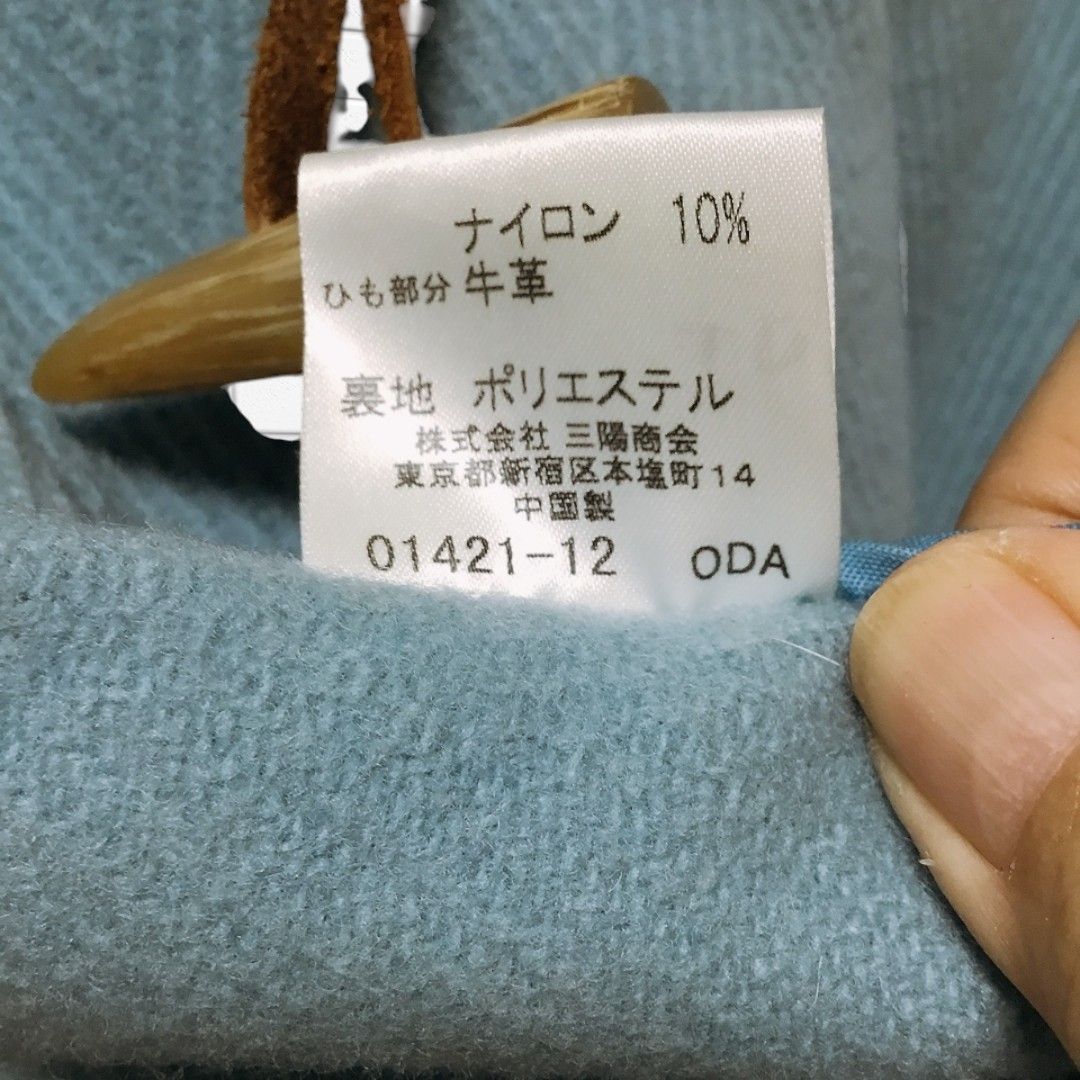 ナイロン 10%
ひも部分 牛革
裏地 ポリエステル
株式会社 三陽商会
東京都新宿区本塩町14
中国製
01421-12 ODA